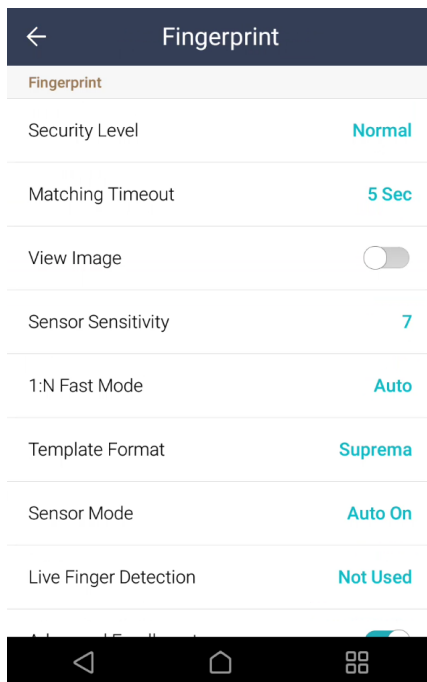 Fingerprint
Fingerprint
Security Level Normal
Matching Timeout 5 Sec
View Image
Sensor Sensitivity 7
1:N Fast Mode Auto
Template Format Suprema
Sensor Mode Auto On
Live Finger Detection Not Used